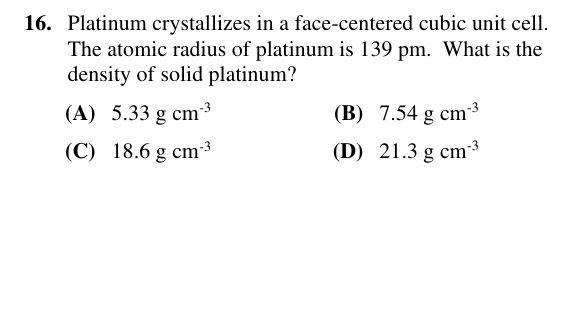 16. Platinum crystallizes in a face-centered cubic unit cell.
The atomic radius of platinum is 139 pm. What is the
density of solid platinum?
(A) 5.33 g cm⁻³ (B) 7.54 g cm⁻³
(C) 18.6 g cm⁻³ (D) 21.3 g cm⁻³